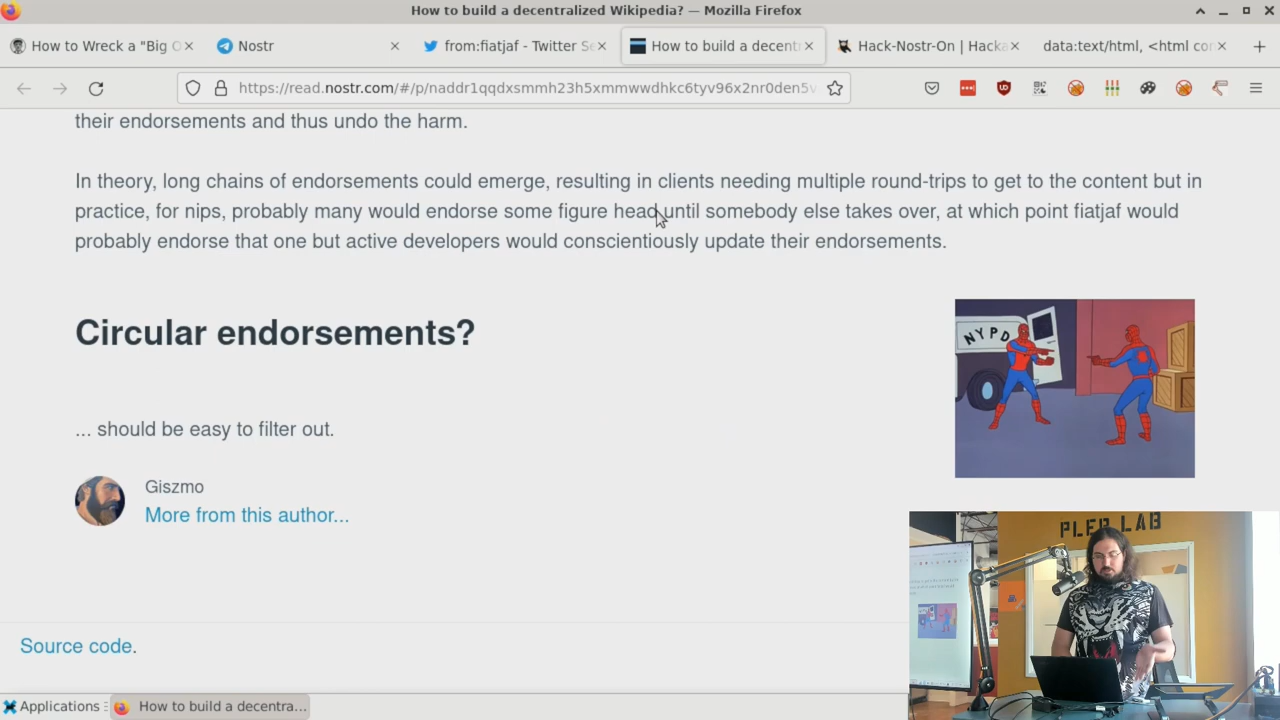 How to build a decentralized Wikipedia? — Mozilla Firefox
How to Wreck a "Big O
Nostr
from:fiatjaf - Twitter Se
How to build a decent
Hack-Nostr-On | Hacka
data:text/html, <html cor
https://read.nostr.com/#/p/naddr1qqdxsmmh23h5xmmwwdhkc6tyv96x2nr0den5v
their endorsements and thus undo the harm.
In theory, long chains of endorsements could emerge, resulting in clients needing multiple round-trips to get to the content but in
practice, for nips, probably many would endorse some figure head until somebody else takes over, at which point fiatjaf would
probably endorse that one but active developers would conscientiously update their endorsements.
Circular endorsements?
NYPD
... should be easy to filter out.
Giszmo
More from this author...
PLEB LAB
Source code.
Applications
How to build a decentra...